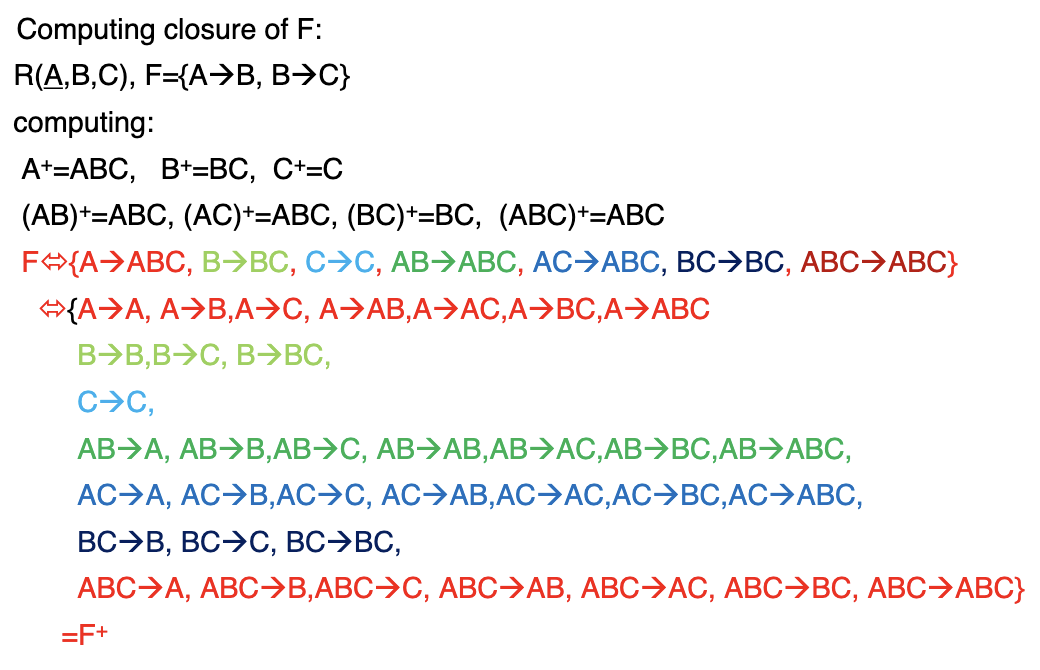 Computing closure of F:
R(A,B,C), F={A→B, B→C}
computing:
A+=ABC, B+=BC, C+=C
(AB)+=ABC, (AC)+=ABC, (BC)+=BC, (ABC)+=ABC
F⇔{A→ABC, B→BC, C→C, AB→ABC, AC→ABC, BC→BC, ABC→ABC}
⇔{A→A, A→B,A→C, A→AB,A→AC,A→BC,A→ABC
B→B,B→C, B→BC,
C→C,
AB→A, AB→B,AB→C, AB→AB,AB→AC,AB→BC,AB→ABC,
AC→A, AC→B,AC→C, AC→AB,AC→AC,AC→BC,AC→ABC,
BC→B, BC→C, BC→BC,
ABC→A, ABC→B,ABC→C, ABC→AB, ABC→AC, ABC→BC, ABC→ABC}
=F+